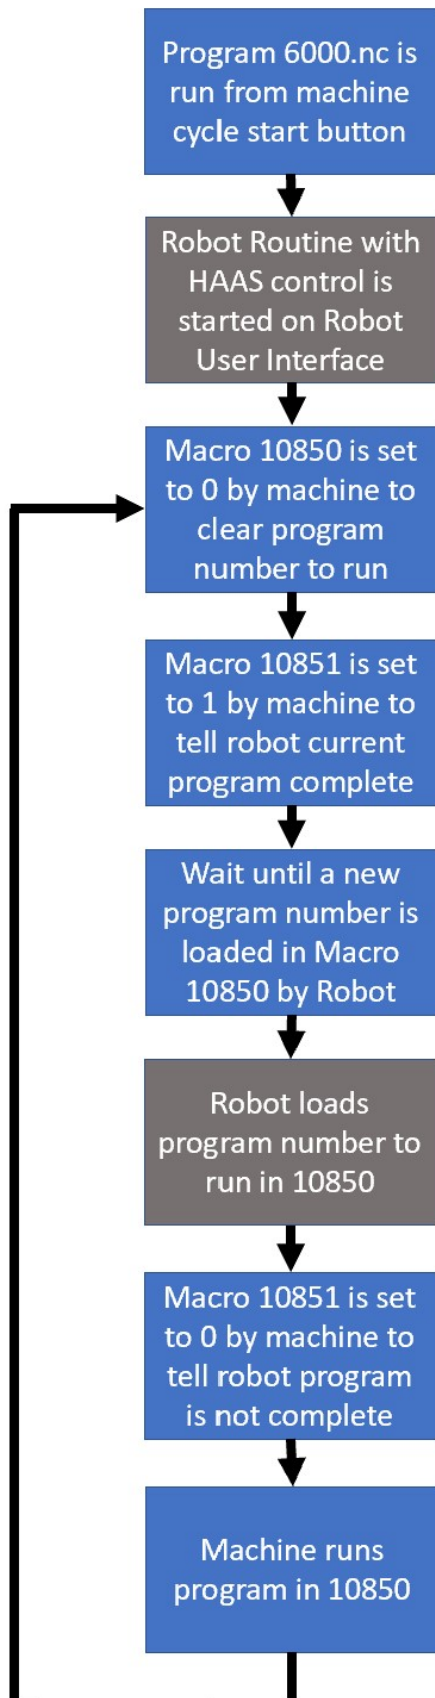 Program 6000.nc is
run from machine
cycle start button
Robot Routine with
HAAS control is
started on Robot
User Interface
Macro 10850 is set
to 0 by machine to
clear program
number to run
Macro 10851 is set
to 1 by machine to
tell robot current
program complete
Wait until a new
program number is
loaded in Macro
10850 by Robot
Robot loads
program number to
run in 10850
Macro 10851 is set
to 0 by machine to
tell robot program
is not complete
Machine runs
program in 10850